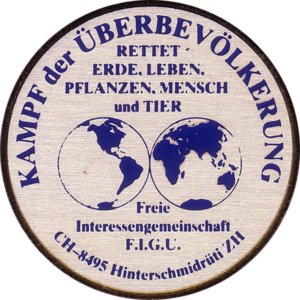 KAMPF der ÜBERBEVÖLKERUNG
RETTET -
ERDE, LEBEN,
PFLANZEN, MENSCH
und TIER
Freie
Interessengemeinschaft
F.I.G.U.
CH-8495 Hinterschmidrüti ZH